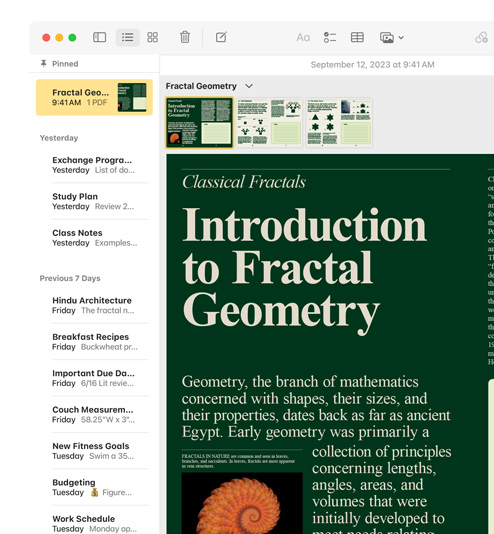 Aa
Pinned
September 12, 2023 at 9:41 AM
Fractal Geo...
9:41 AM 1 PDF
Fractal Geometry
Yesterday
Exchange Progra...
Yesterday List of do...
Study Plan
Yesterday Review 2...
Class Notes
Yesterday Examples...
Previous 7 Days
Hindu Architecture
Friday The fractal n...
Breakfast Recipes
Friday Buckwheat pr...
Important Due Da...
Friday 6/16 Lit revie...
Couch Measurem...
Friday 58.25"W x 3"...
New Fitness Goals
Tuesday Swim a 35...
Budgeting
Tuesday 💰 Figure...
Work Schedule
Tuesday Monday op...
Classical Fractals
Introduction
to Fractal
Geometry
Geometry, the branch of mathematics
concerned with shapes, their sizes, and
their properties, dates back as far as ancient
Egypt. Early geometry was primarily a
collection of principles
concerning lengths,
angles, areas, and
volumes that were
initially developed to
meet needs relating
FRACTALS IN NATURE are common and seen in leaves,
branches, and succulents. In leaves, fractals are most apparent
in vein structures.